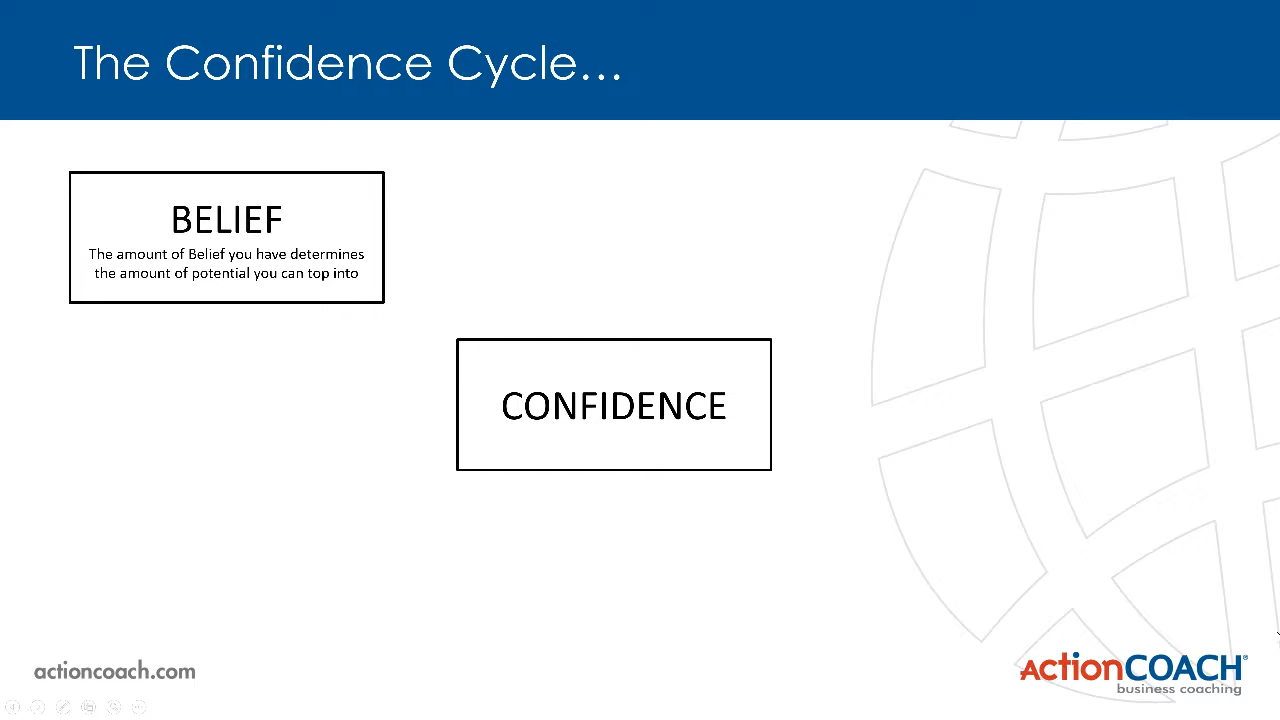 The Confidence Cycle...
BELIEF
The amount of Belief you have determines
the amount of potential you can top into
CONFIDENCE
actioncoach.com
actionCOACH®
business coaching